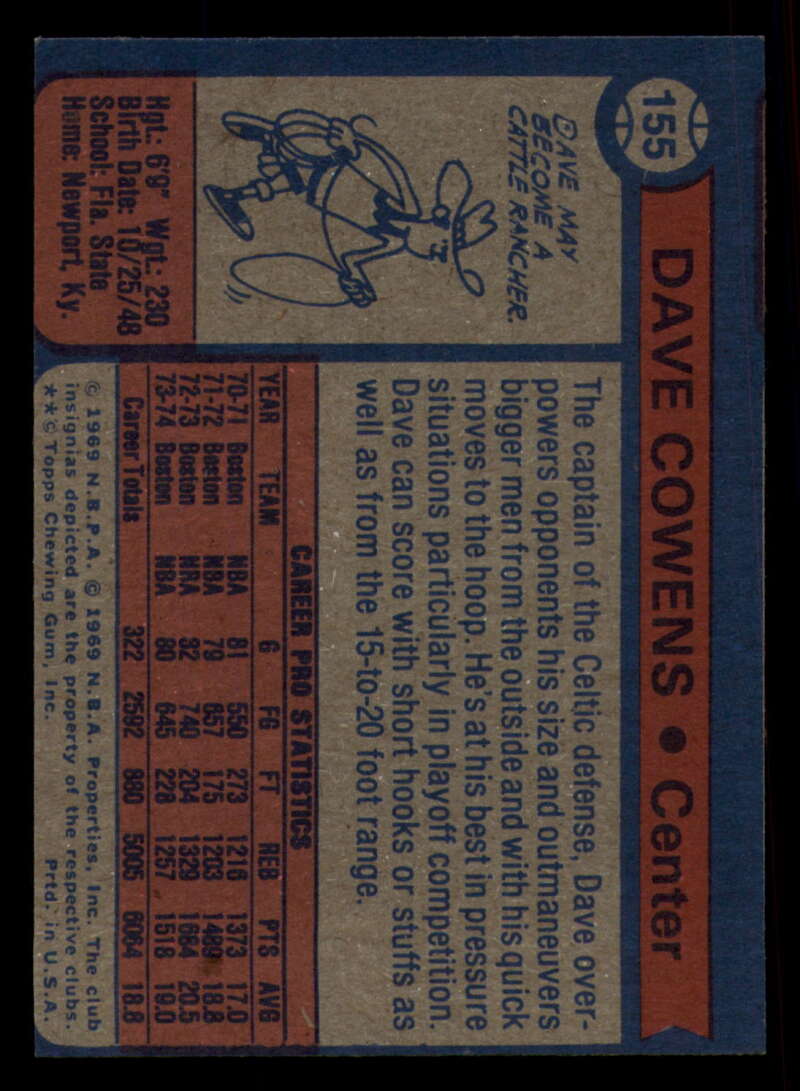 155
DAVE COWENS • Center
DAVE MAY
BECOME A
CATTLE RANCHER.
Hgt.: 6'9" Wgt.: 230
Birth Date: 10/25/48
School: Fla. State
Home: Newport, Ky.
The captain of the Celtic defense, Dave over-
powers opponents his size and outmaneuvers
bigger men from the outside and with his quick
moves to the hoop. He's at his best in pressure
situations particularly in playoff competition.
Dave can score with short hooks or stuffs as
well as from the 15-to-20 foot range.
CAREER PRO STATISTICS
YEAR TEAM G FG FT REB PTS AVG
70-71 Boston NBA 81 550 273 1216 1373 17.0
71-72 Boston NBA 79 657 175 1203 1489 18.8
72-73 Boston NBA 82 740 204 1329 1684 20.5
73-74 Boston NBA 80 645 228 1257 1518 19.0
Career Totals 322 2592 880 5005 6064 18.8
© 1969 N.B.P.A. © 1969 N.B.A. Properties, Inc. The club
insignias depicted are the property of the respective clubs.
**© Topps Chewing Gum, Inc. Prtd. in U.S.A.